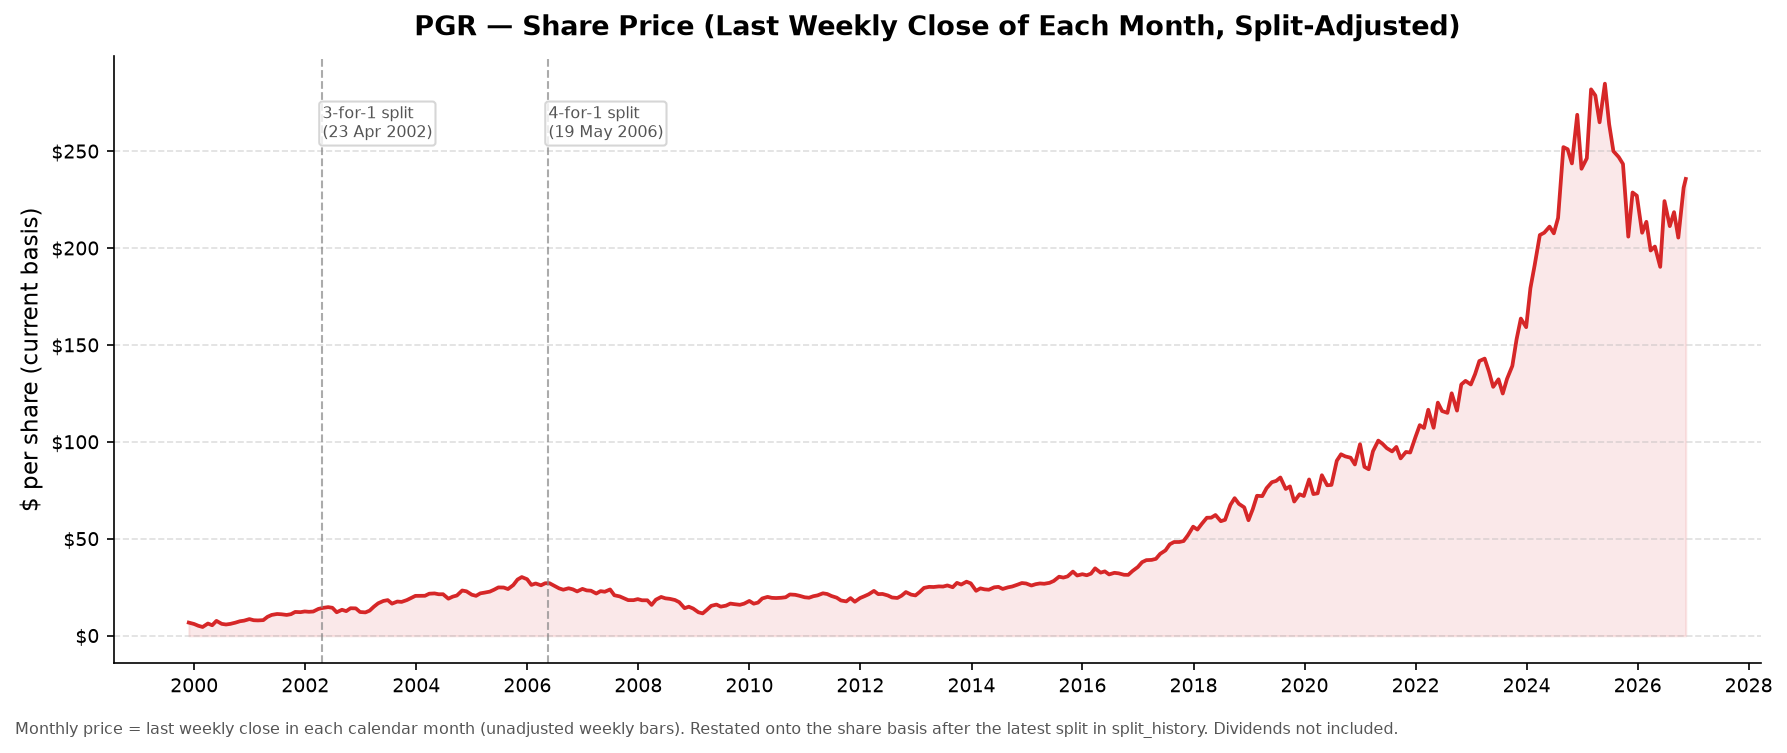 PGR — Share Price (Last Weekly Close of Each Month, Split-Adjusted)
3-for-1 split
(23 Apr 2002)
4-for-1 split
(19 May 2006)
$ per share (current basis)
$250
$200
$150
$100
$50
$0
2000 2002 2004 2006 2008 2010 2012 2014 2016 2018 2020 2022 2024 2026 2028
Monthly price = last weekly close in each calendar month (unadjusted weekly bars). Restated onto the share basis after the latest split in split_history. Dividends not included.